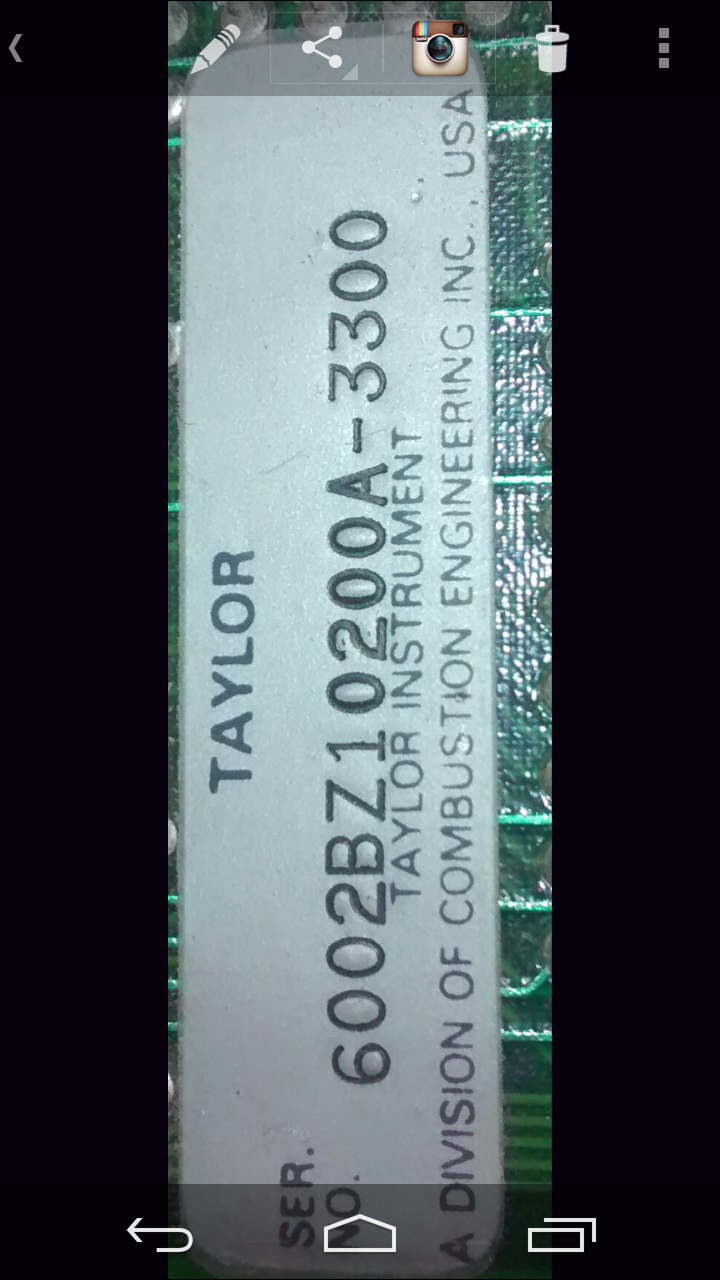 TAYLOR
SER.
NO. 6002BZ10200A-3300
TAYLOR INSTRUMENT
A DIVISION OF COMBUSTION ENGINEERING INC., USA